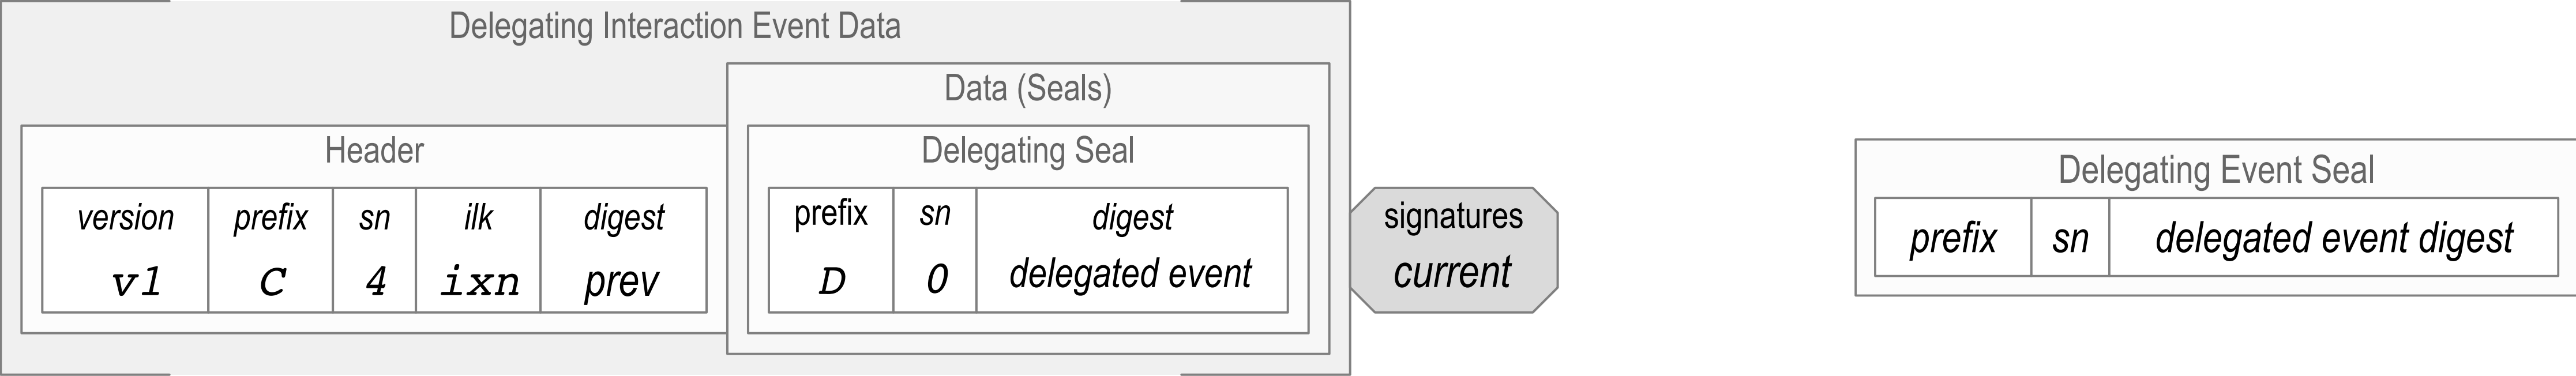 Delegating Interaction Event Data
Data (Seals)
Header
Delegating Seal
version prefix sn ilk digest
v1 C 4 ixn prev
prefix sn digest
D 0 delegated event
signatures
current
Delegating Event Seal
prefix sn delegated event digest